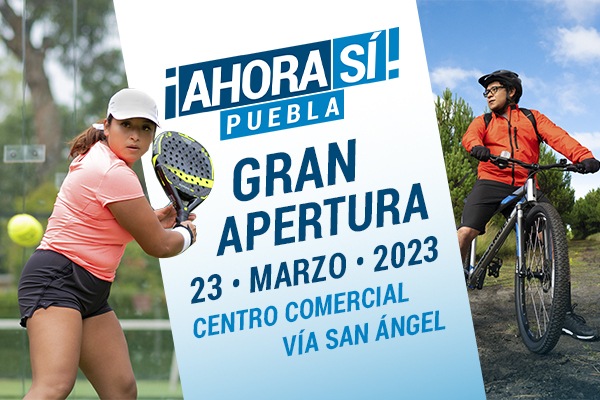 ¡AHORA SÍ!
PUEBLA
GRAN
APERTURA
23 • MARZO • 2023
CENTRO COMERCIAL
VÍA SAN ÁNGEL